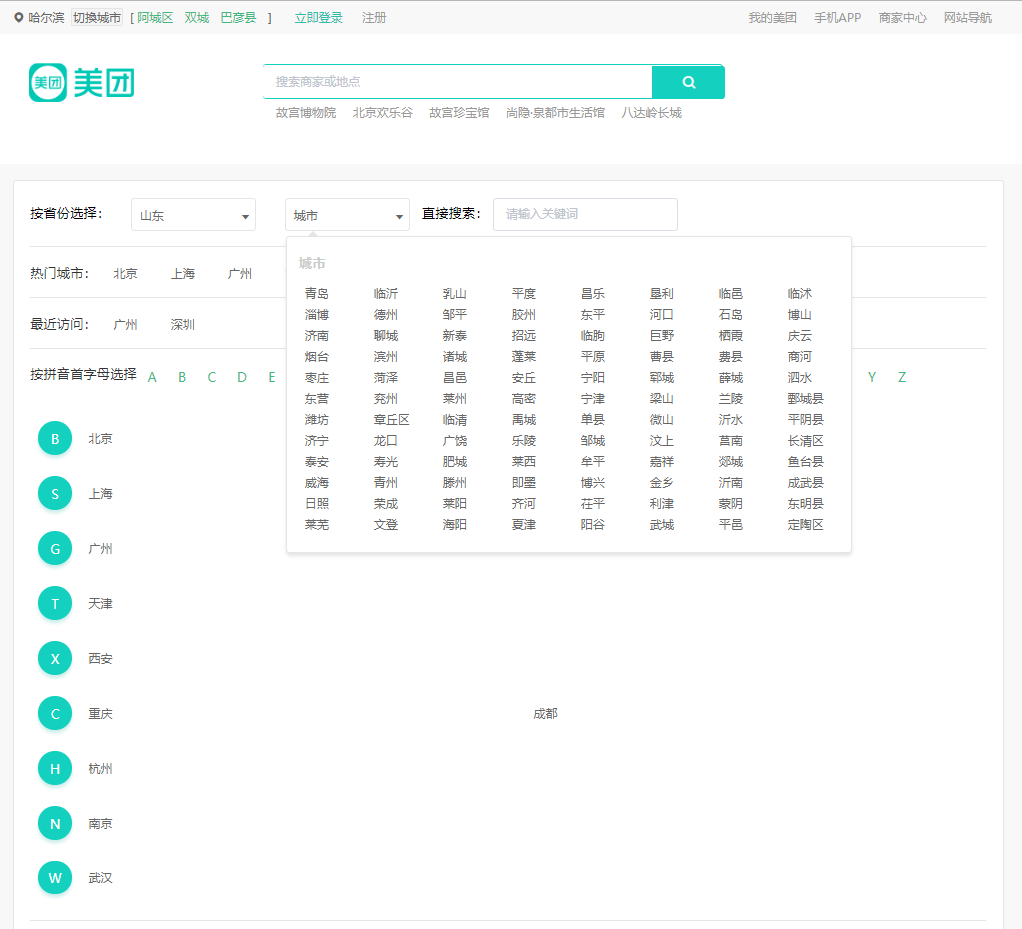 哈尔滨 切换城市 [ 阿城区 双城 巴彦县 ] 立即登录 注册 我的美团 手机APP 商家中心 网站导航
美团 美团
搜索商家或地点
故宫博物院 北京欢乐谷 故宫珍宝馆 尚隐·泉都市生活馆 八达岭长城
按省份选择: 山东 城市 直接搜索: 请输入关键词
城市
热门城市: 北京 上海 广州
最近访问: 广州 深圳
按拼音首字母选择 A B C D E Y Z
青岛 临沂 乳山 平度 昌乐 垦利 临邑 临沭
淄博 德州 邹平 胶州 东平 河口 石岛 博山
济南 聊城 新泰 招远 临朐 巨野 栖霞 庆云
烟台 滨州 诸城 蓬莱 平原 曹县 费县 商河
枣庄 菏泽 昌邑 安丘 宁阳 郓城 薛城 泗水
东营 兖州 莱州 高密 宁津 梁山 兰陵 鄄城县
潍坊 章丘区 临清 禹城 单县 微山 沂水 平阴县
济宁 龙口 广饶 乐陵 邹城 汶上 莒南 长清区
泰安 寿光 肥城 莱西 牟平 嘉祥 郯城 鱼台县
威海 青州 滕州 即墨 博兴 金乡 沂南 成武县
日照 荣成 莱阳 齐河 茌平 利津 蒙阴 东明县
莱芜 文登 海阳 夏津 阳谷 武城 平邑 定陶区
B 北京
S 上海
G 广州
T 天津
X 西安
C 重庆 成都
H 杭州
N 南京
W 武汉